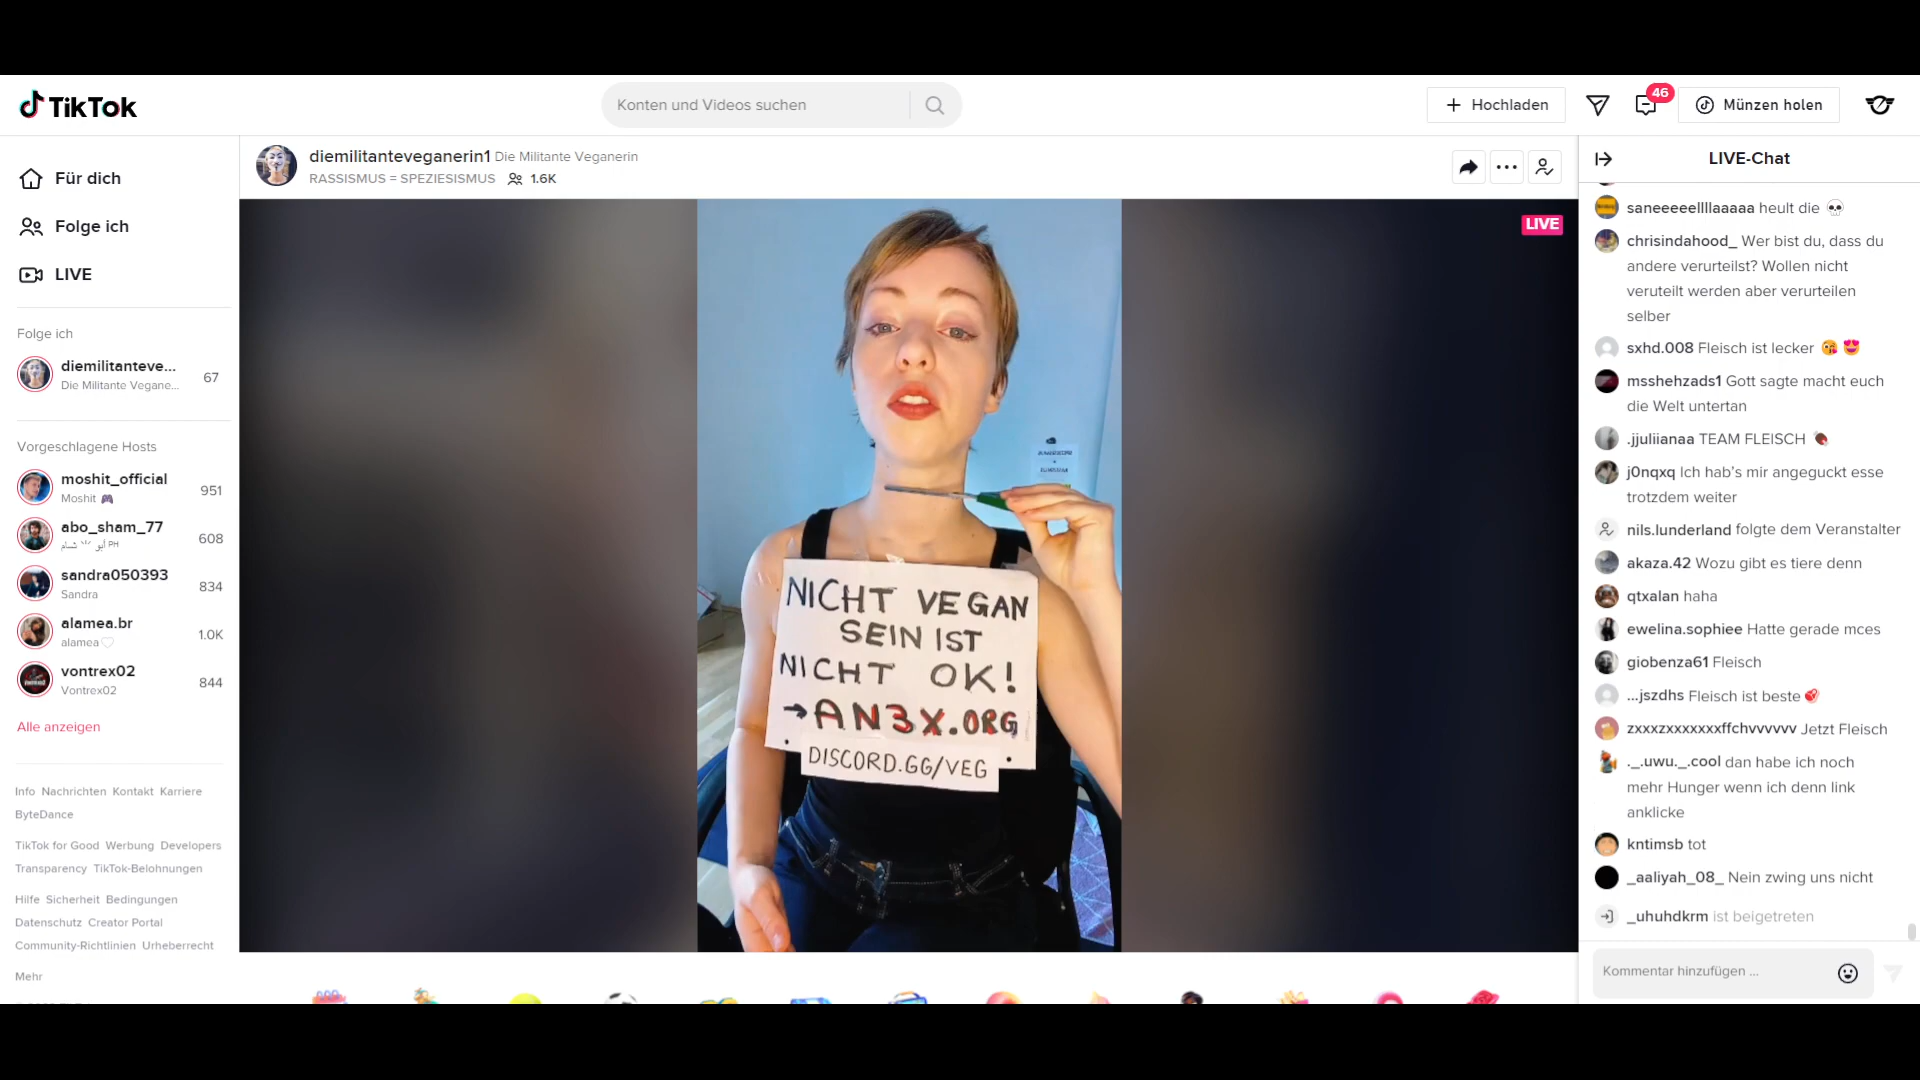 TikTok
Konten und Videos suchen
Hochladen
46
Münzen holen
Für dich
Folge ich
LIVE
Folge ich
diemilitanteve...
Die Militante Vegane...
67
Vorgeschlagene Hosts
moshit_official
Moshit 🎮
951
abo_sham_77
608
sandra050393
Sandra
834
alamea.br
alamea♡
1.0K
vontrex02
Vontrex02
844
Alle anzeigen
Info Nachrichten Kontakt Karriere
ByteDance
TikTok for Good Werbung Developers
Transparency TikTok-Belohnungen
Hilfe Sicherheit Bedingungen
Datenschutz Creator Portal
Community-Richtlinien Urheberrecht
Mehr
diemilitanteveganerin1 Die Militante Veganerin
RASSISMUS = SPEZIESISMUS 1.6K
LIVE
NICHT VEGAN
SEIN IST
NICHT OK!
→AN3X.ORG
DISCORD.GG/VEG
LIVE-Chat
saneeeeellllaaaaa heult die 💀
chrisindahood_ Wer bist du, dass du
andere verurteilst? Wollen nicht
veruteilt werden aber verurteilen
selber
sxhd.008 Fleisch ist lecker 😘 😍
msshehzads1 Gott sagte macht euch
die Welt untertan
.jjuliianaa TEAM FLEISCH 🍖
j0nqxq Ich hab's mir angeguckt esse
trotzdem weiter
nils.lunderland folgte dem Veranstalter
akaza.42 Wozu gibt es tiere denn
qtxalan haha
ewelina.sophiee Hatte gerade mces
giobenza61 Fleisch
...jszdhs Fleisch ist beste 🥩
zxxxzxxxxxxxffchvvvvvv Jetzt Fleisch
._.uwu._.cool dan habe ich noch
mehr Hunger wenn ich denn link
anklicke
kntimsb tot
_aaliyah_08_ Nein zwing uns nicht
_uhuhdkrm ist beigetreten
Kommentar hinzufügen ...